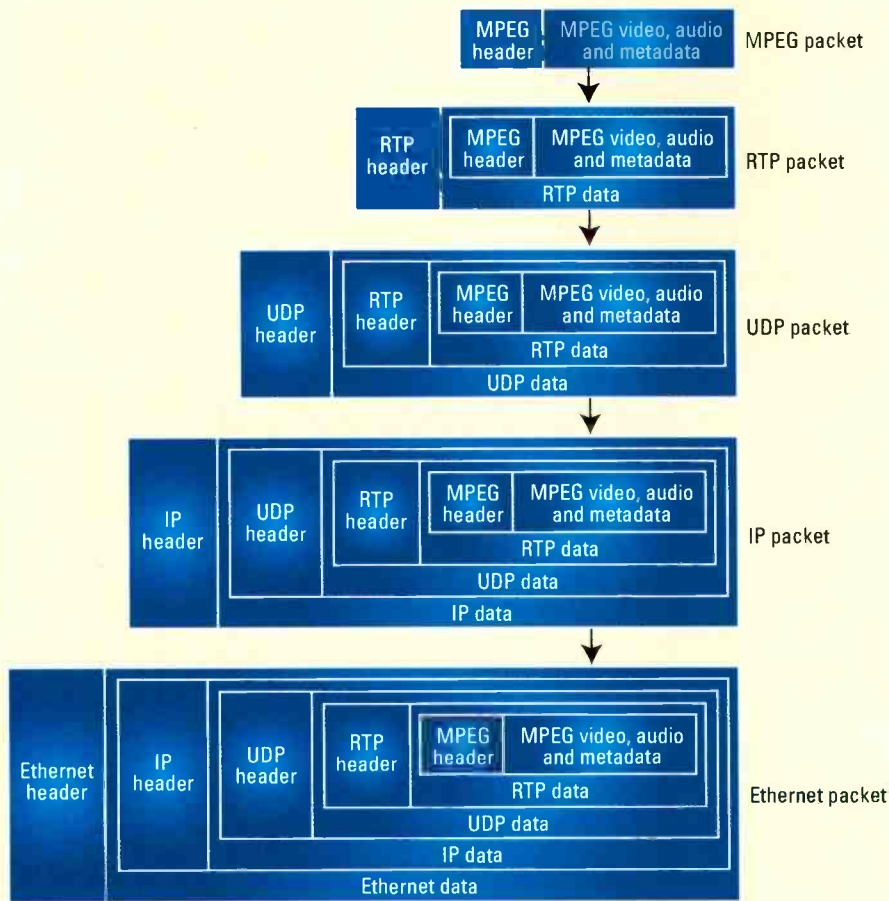 MPEG header
MPEG video, audio and metadata
MPEG packet
RTP header
MPEG header
MPEG video, audio and metadata
RTP data
RTP packet
UDP header
RTP header
MPEG header
MPEG video, audio and metadata
RTP data
UDP data
UDP packet
IP header
UDP header
RTP header
MPEG header
MPEG video, audio and metadata
RTP data
UDP data
IP data
IP packet
Ethernet header
IP header
UDP header
RTP header
MPEG header
MPEG video, audio and metadata
RTP data
UDP data
IP data
Ethernet data
Ethernet packet